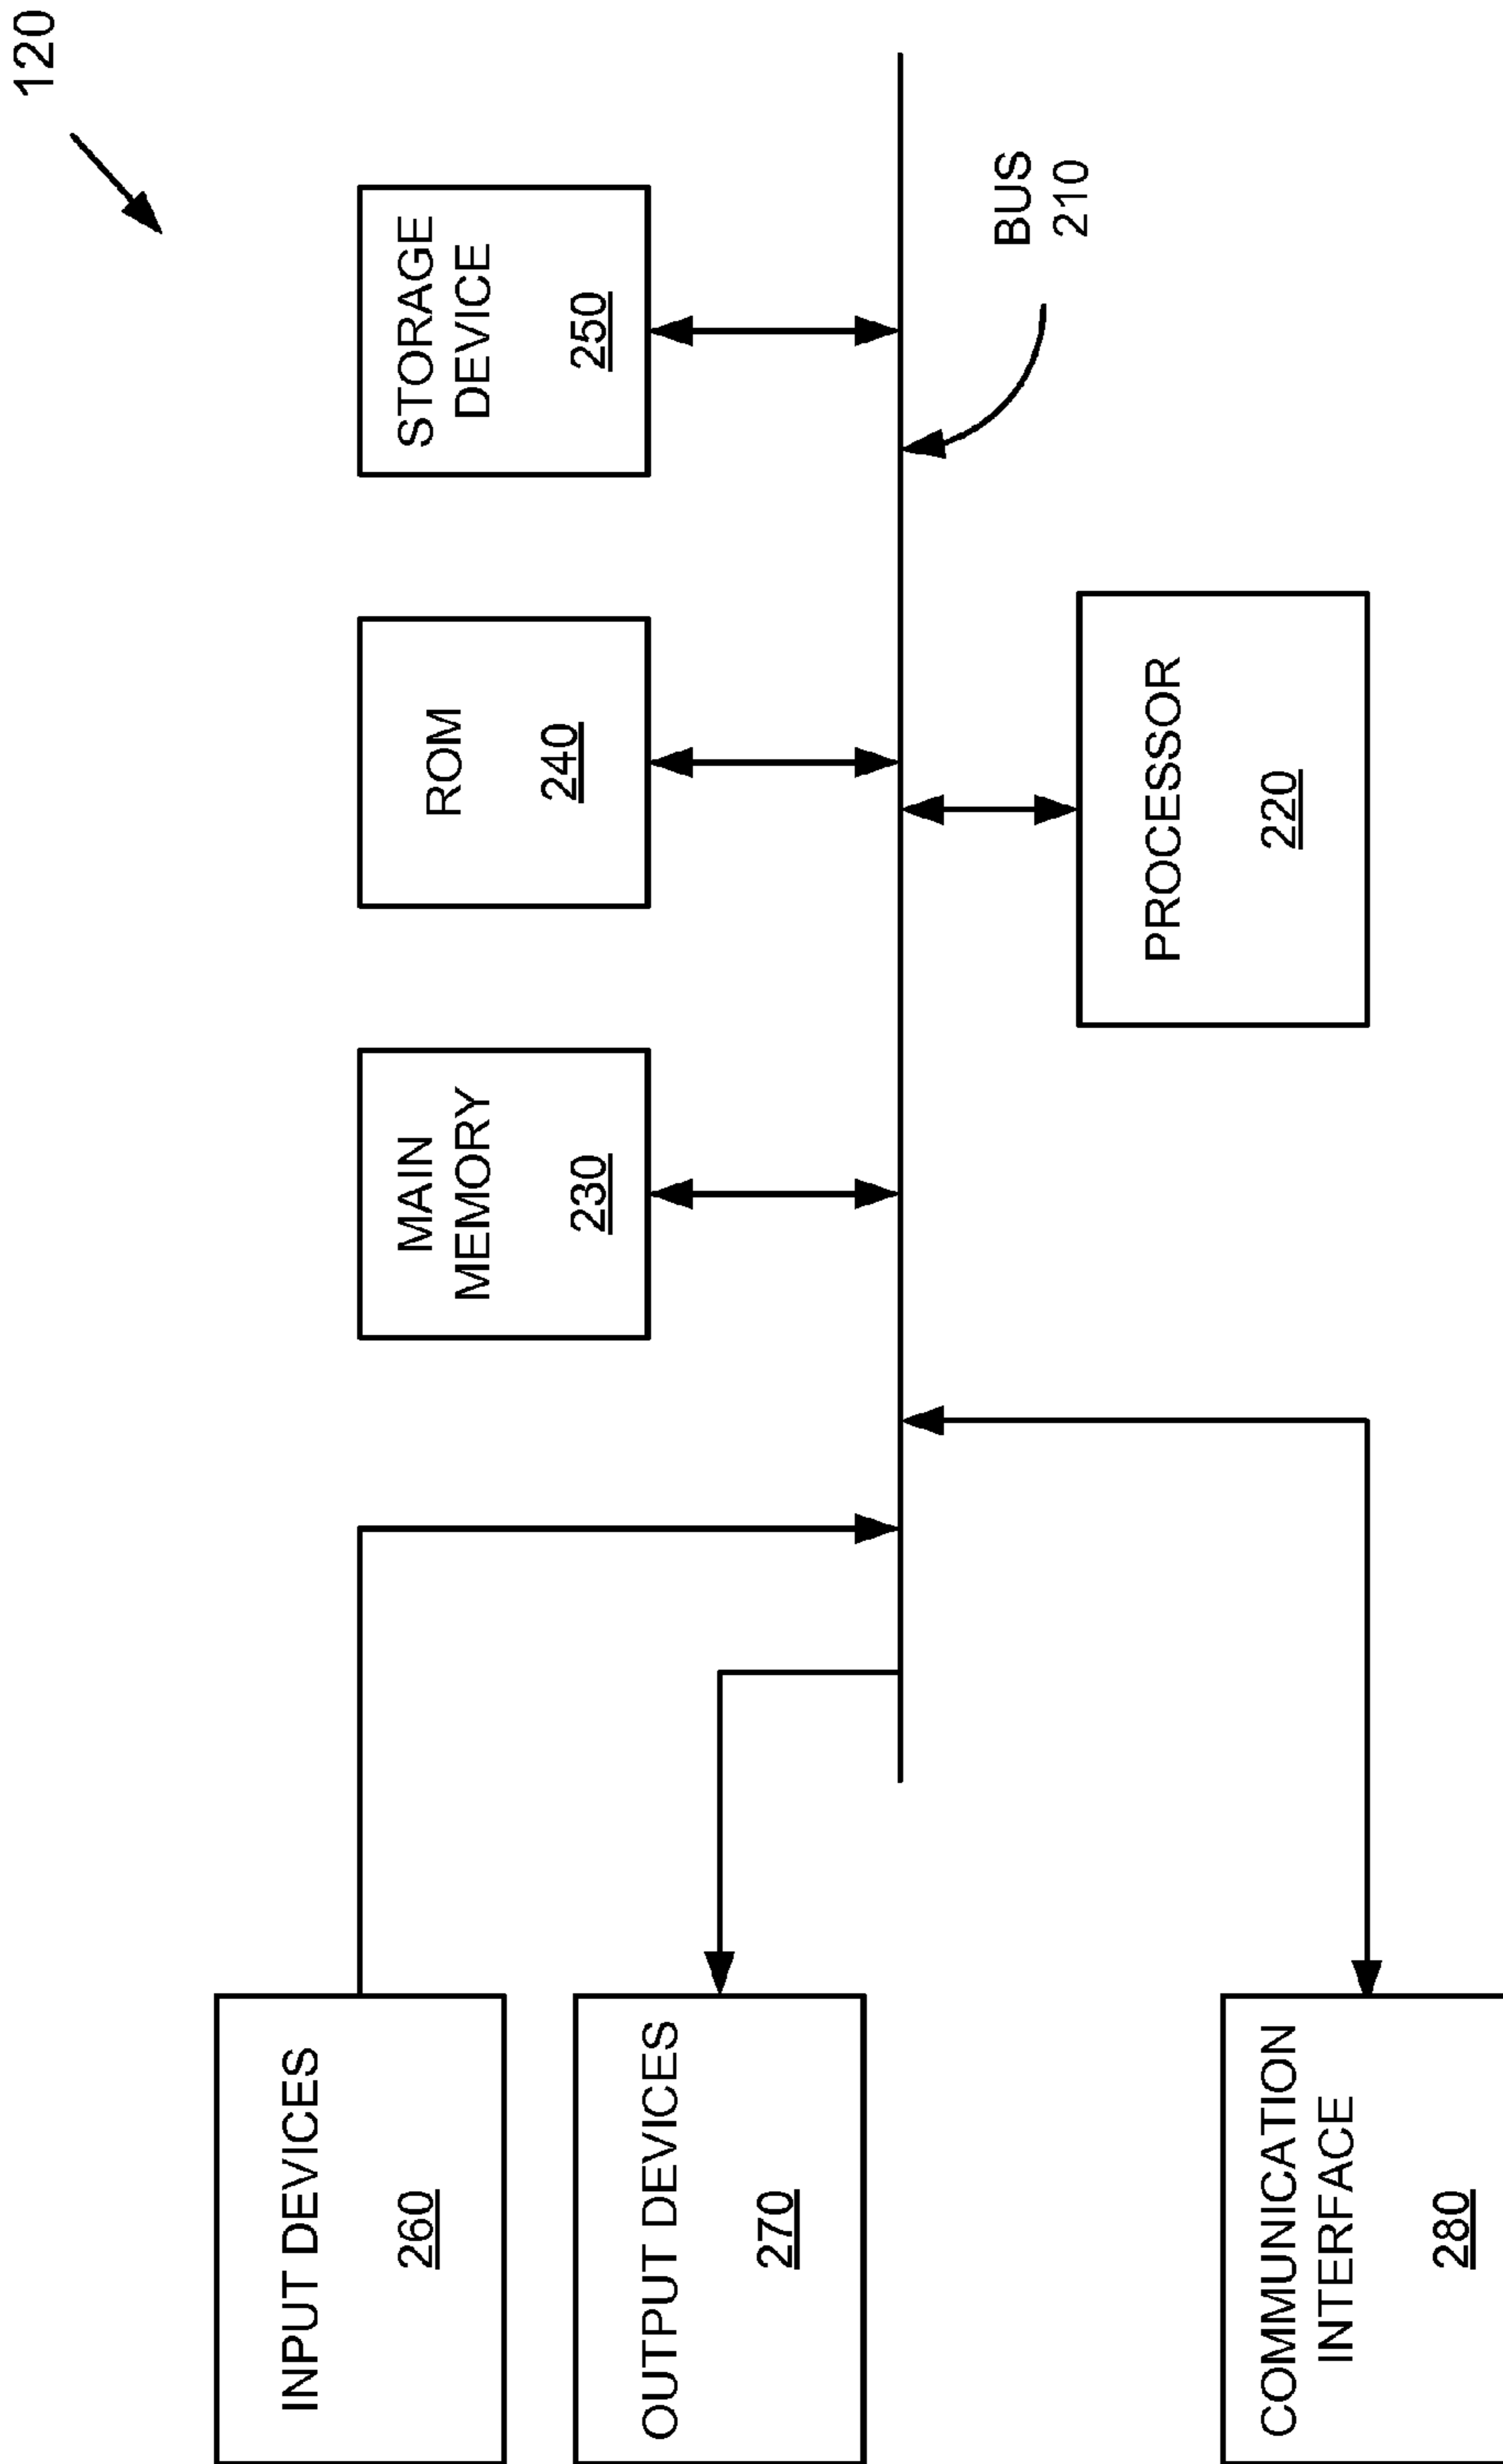 120
MAIN
MEMORY
230
ROM
240
STORAGE
DEVICE
250
INPUT DEVICES
260
OUTPUT DEVICES
270
BUS
210
PROCESSOR
220
COMMUNICATION
INTERFACE
280